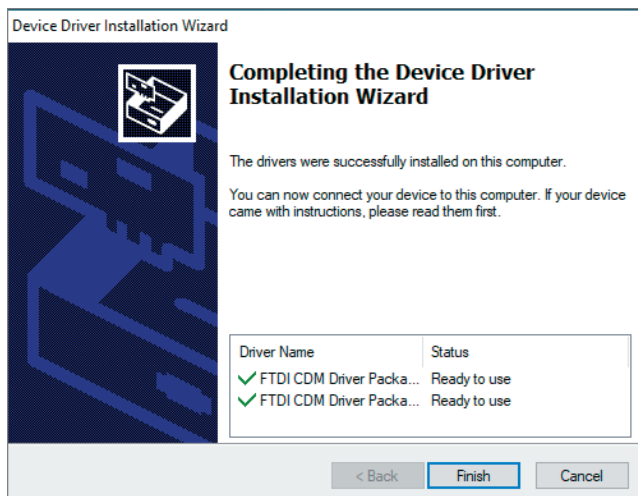 Device Driver Installation Wizard
Completing the Device Driver
Installation Wizard
The drivers were successfully installed on this computer.
You can now connect your device to this computer. If your device
came with instructions, please read them first.
Driver Name Status
FTDI CDM Driver Packa... Ready to use
FTDI CDM Driver Packa... Ready to use
< Back Finish Cancel